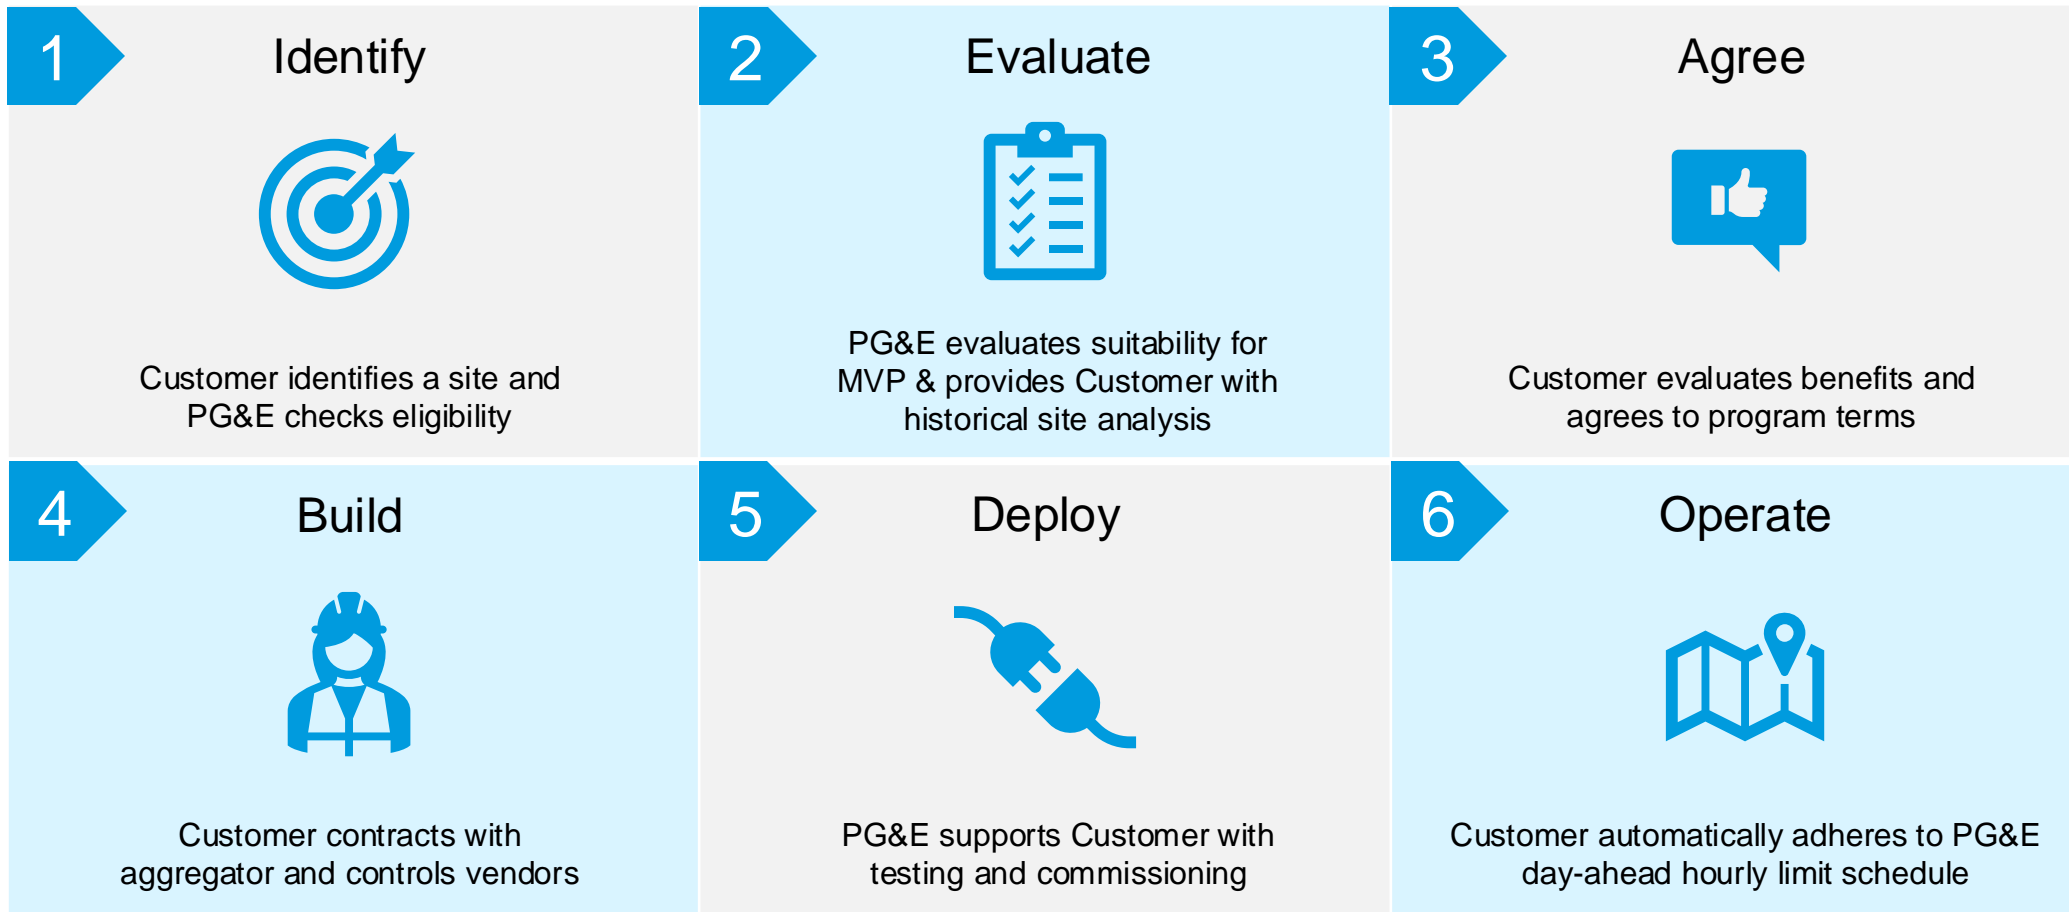 1
Identify
Customer identifies a site and
PG&E checks eligibility
2
Evaluate
PG&E evaluates suitability for
MVP & provides Customer with
historical site analysis
3
Agree
Customer evaluates benefits and
agrees to program terms
4
Build
Customer contracts with
aggregator and controls vendors
5
Deploy
PG&E supports Customer with
testing and commissioning
6
Operate
Customer automatically adheres to PG&E
day-ahead hourly limit schedule